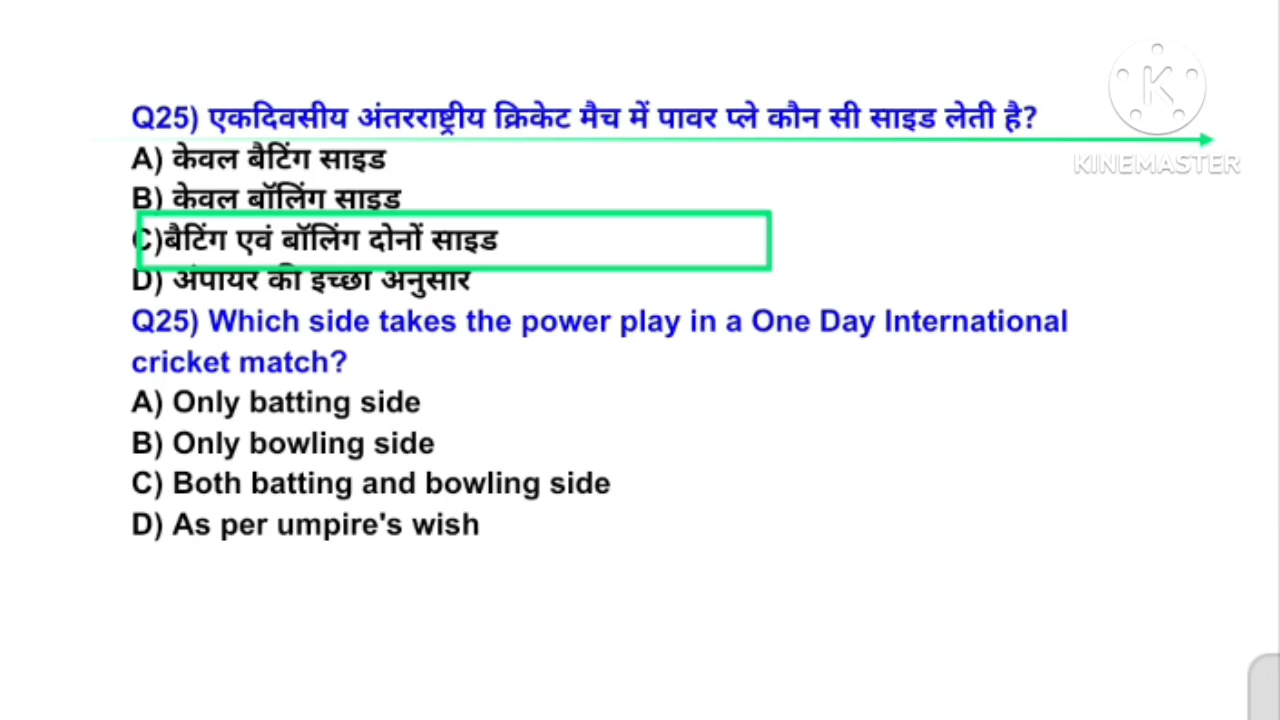 Q25) एकदिवसीय अंतरराष्ट्रीय क्रिकेट मैच में पावर प्ले कौन सी साइड लेती है?
A) केवल बैटिंग साइड
B) केवल बॉलिंग साइड
C)बैटिंग एवं बॉलिंग दोनों साइड
D) अंपायर की इच्छा अनुसार
Q25) Which side takes the power play in a One Day International
cricket match?
A) Only batting side
B) Only bowling side
C) Both batting and bowling side
D) As per umpire's wish
K
KINEMASTER